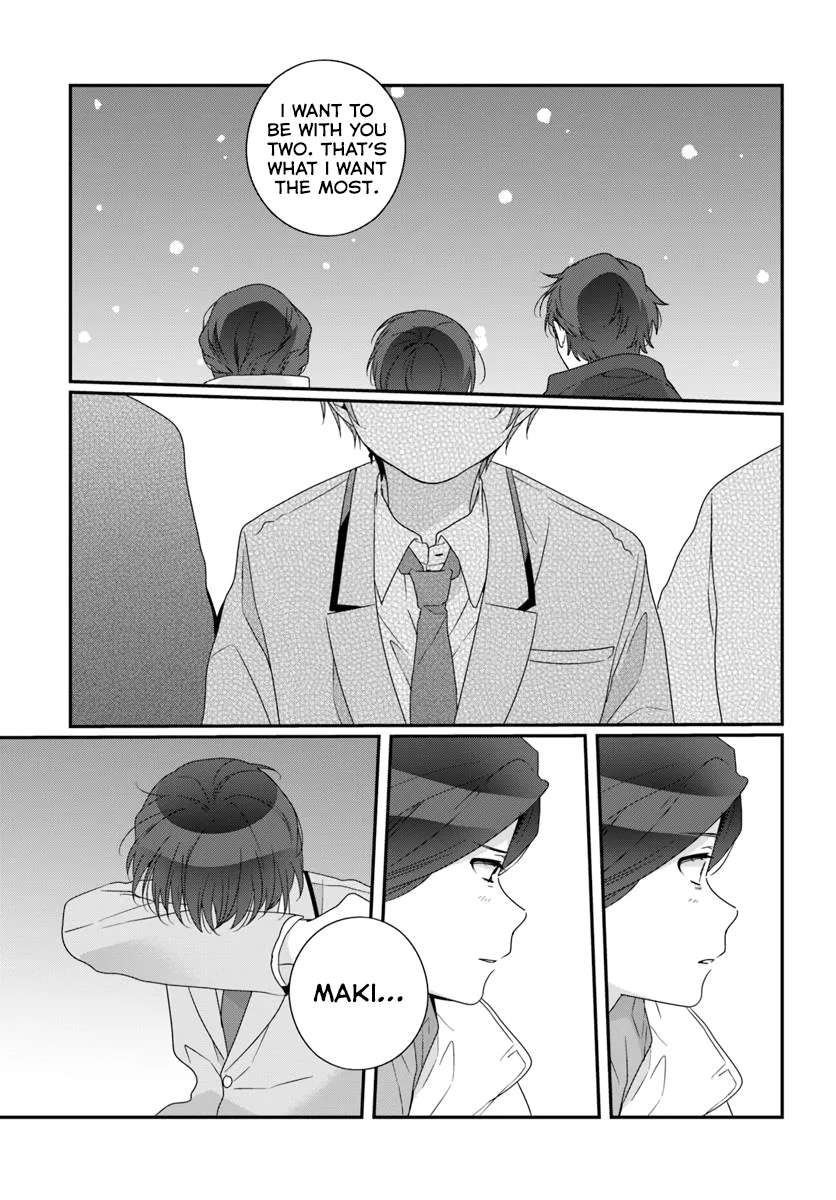 I WANT TO
BE WITH YOU
TWO. THAT'S
WHAT I WANT
THE MOST.
MAKI...